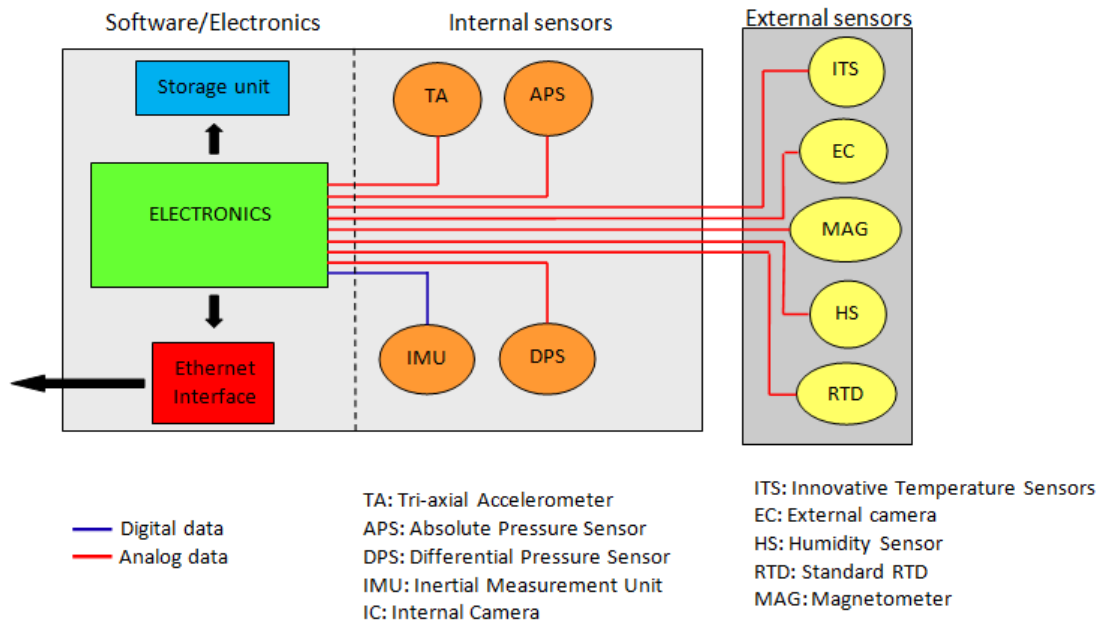 Software/Electronics
Internal sensors
External sensors
Storage unit
TA
APS
ITS
EC
ELECTRONICS
MAG
HS
IMU
DPS
Ethernet
Interface
RTD
Digital data
Analog data
TA: Tri-axial Accelerometer
APS: Absolute Pressure Sensor
DPS: Differential Pressure Sensor
IMU: Inertial Measurement Unit
IC: Internal Camera
ITS: Innovative Temperature Sensors
EC: External camera
HS: Humidity Sensor
RTD: Standard RTD
MAG: Magnetometer